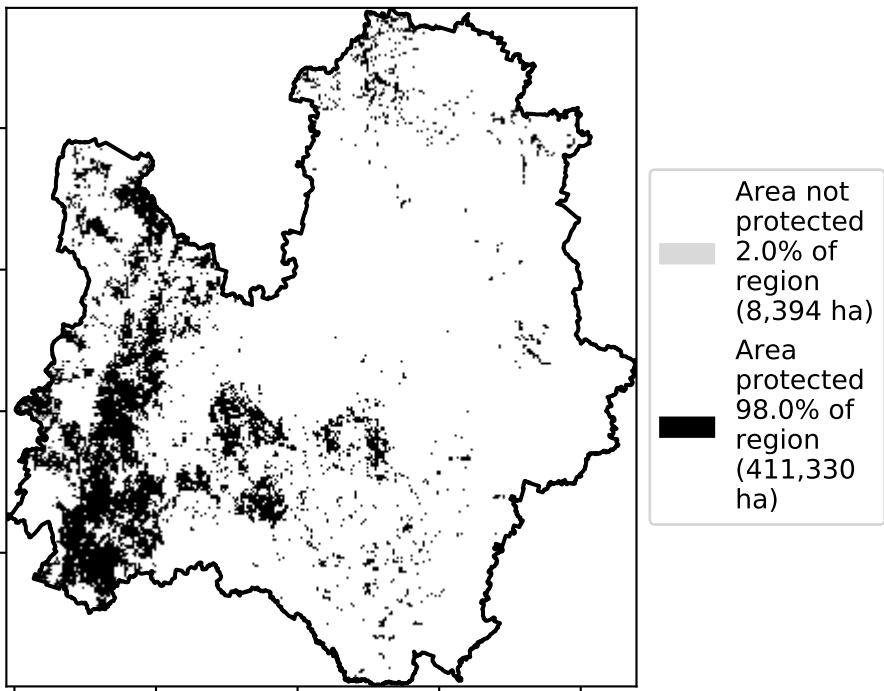 Area not
protected
2.0% of
region
(8,394 ha)
Area
protected
98.0% of
region
(411,330
ha)